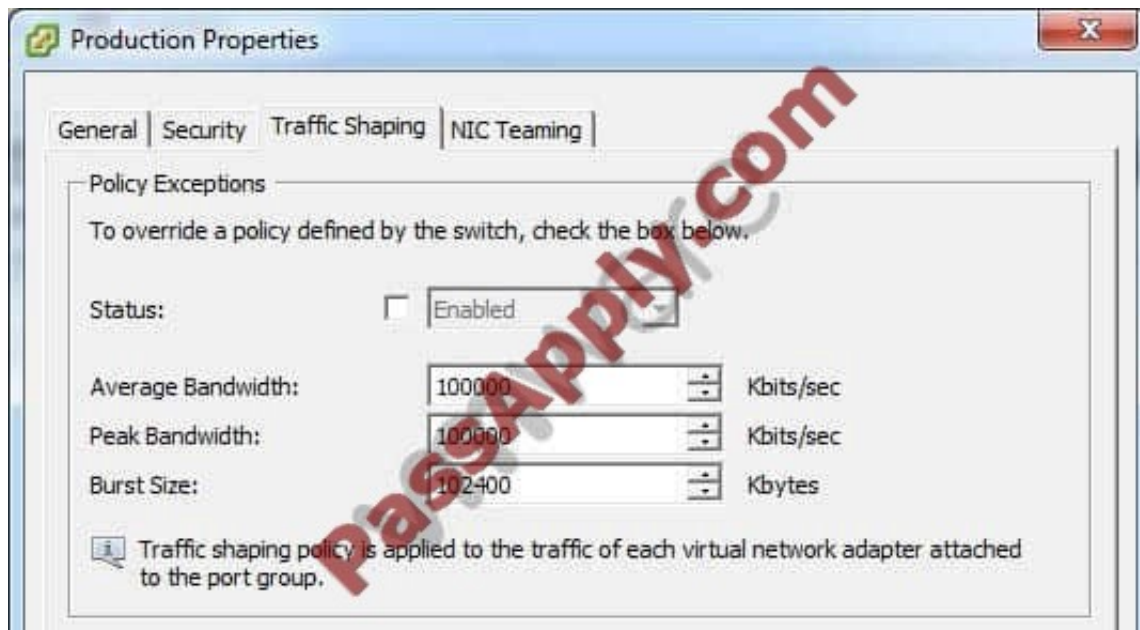 Production Properties
General Security Traffic Shaping NIC Teaming
Policy Exceptions
To override a policy defined by the switch, check the box below.
Status: Enabled
Average Bandwidth: 100000 Kbits/sec
Peak Bandwidth: 100000 Kbits/sec
Burst Size: 102400 Kbytes
Traffic shaping policy is applied to the traffic of each virtual network adapter attached
to the port group.
PassApply.com